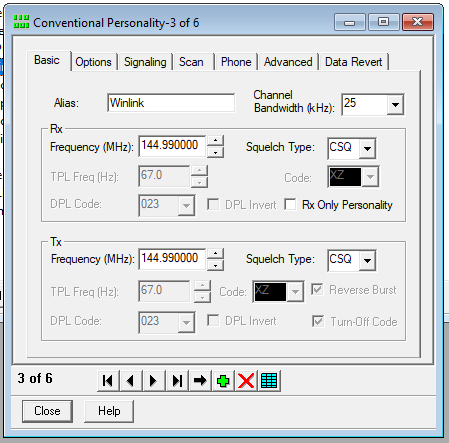 Conventional Personality-3 of 6
Basic Options Signaling Scan Phone Advanced Data Revert
Alias: Winlink Channel Bandwidth (kHz): 25
Rx
Frequency (MHz): 144.990000 Squelch Type: CSQ
TPL Freq (Hz): 67.0 Code: XZ
DPL Code: 023 DPL Invert Rx Only Personality
Tx
Frequency (MHz): 144.990000 Squelch Type: CSQ
TPL Freq (Hz): 67.0 Code: XZ Reverse Burst
DPL Code: 023 DPL Invert Turn-Off Code
3 of 6
Close Help